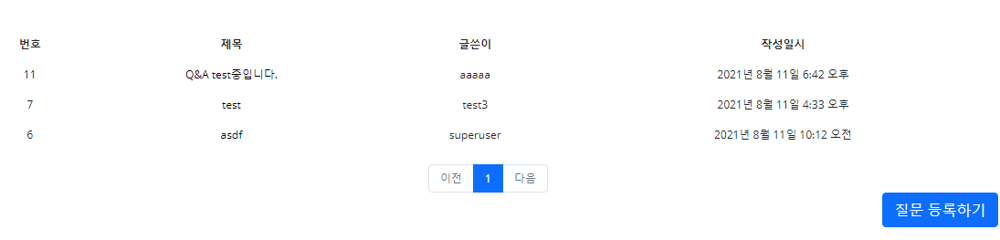 번호 제목 글쓴이 작성일시
11 Q&A test중입니다. aaaaa 2021년 8월 11일 6:42 오후
7 test test3 2021년 8월 11일 4:33 오후
6 asdf superuser 2021년 8월 11일 10:12 오전
이전 1 다음
질문 등록하기